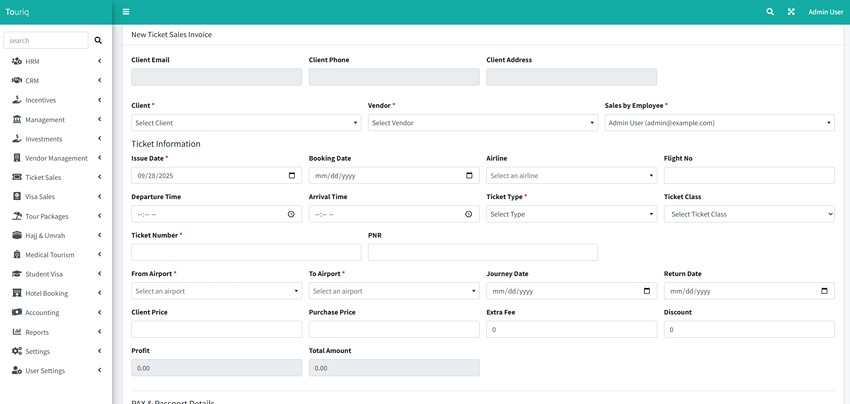 Touriq
Admin User
search
HRM
CRM
Incentives
Management
Investments
Vendor Management
Ticket Sales
Visa Sales
Tour Packages
Hajj & Umrah
Medical Tourism
Student Visa
Hotel Booking
Accounting
Reports
Settings
User Settings
New Ticket Sales Invoice
Client Email Client Phone Client Address
Client * Vendor * Sales by Employee *
Select Client Select Vendor Admin User (admin@example.com)
Ticket Information
Issue Date * Booking Date Airline Flight No
09/28/2025 mm/dd/yyyy Select an airline
Departure Time Arrival Time Ticket Type * Ticket Class
--:-- -- --:-- -- Select Type Select Ticket Class
Ticket Number * PNR
From Airport * To Airport * Journey Date Return Date
Select an airport Select an airport mm/dd/yyyy mm/dd/yyyy
Client Price Purchase Price Extra Fee Discount
0 0
Profit Total Amount
0.00 0.00
PAX & Passport Details